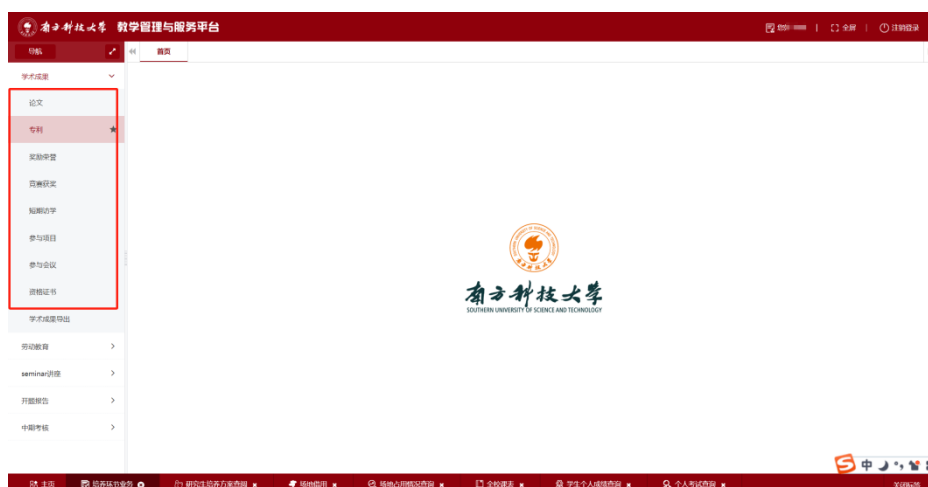 南方科技大学 教学管理与服务平台
全屏
注销登录
导航
首页
学术成果
论文
专利
奖励荣誉
竞赛获奖
短期访学
参与项目
参与会议
资格证书
学术成果导出
劳动教育
seminar讲座
开题报告
中期考核
南方科技大学
SOUTHERN UNIVERSITY OF SCIENCE AND TECHNOLOGY
中
主页
培养环节业务
研究生培养方案查询
场地借用
场地占用情况查询
全校课表
学生个人成绩查询
个人考试查询
关闭标签